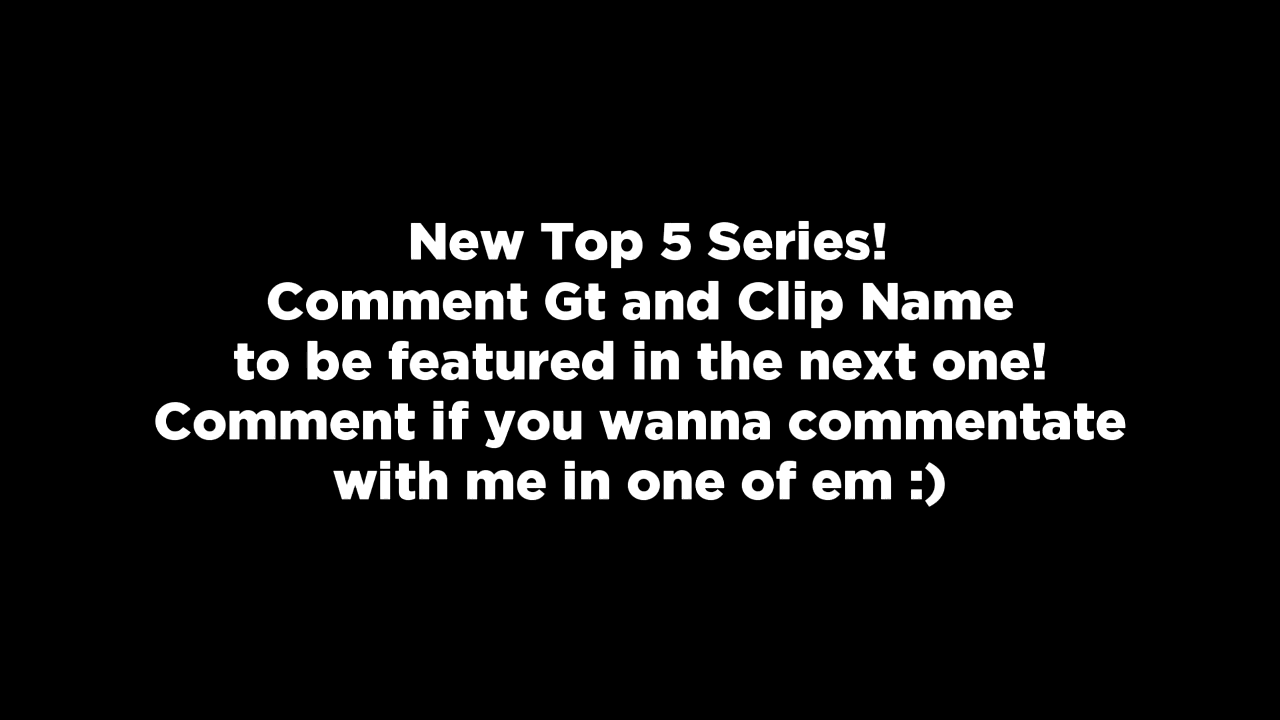 New Top 5 Series!
Comment Gt and Clip Name
to be featured in the next one!
Comment if you wanna commentate
with me in one of em :)